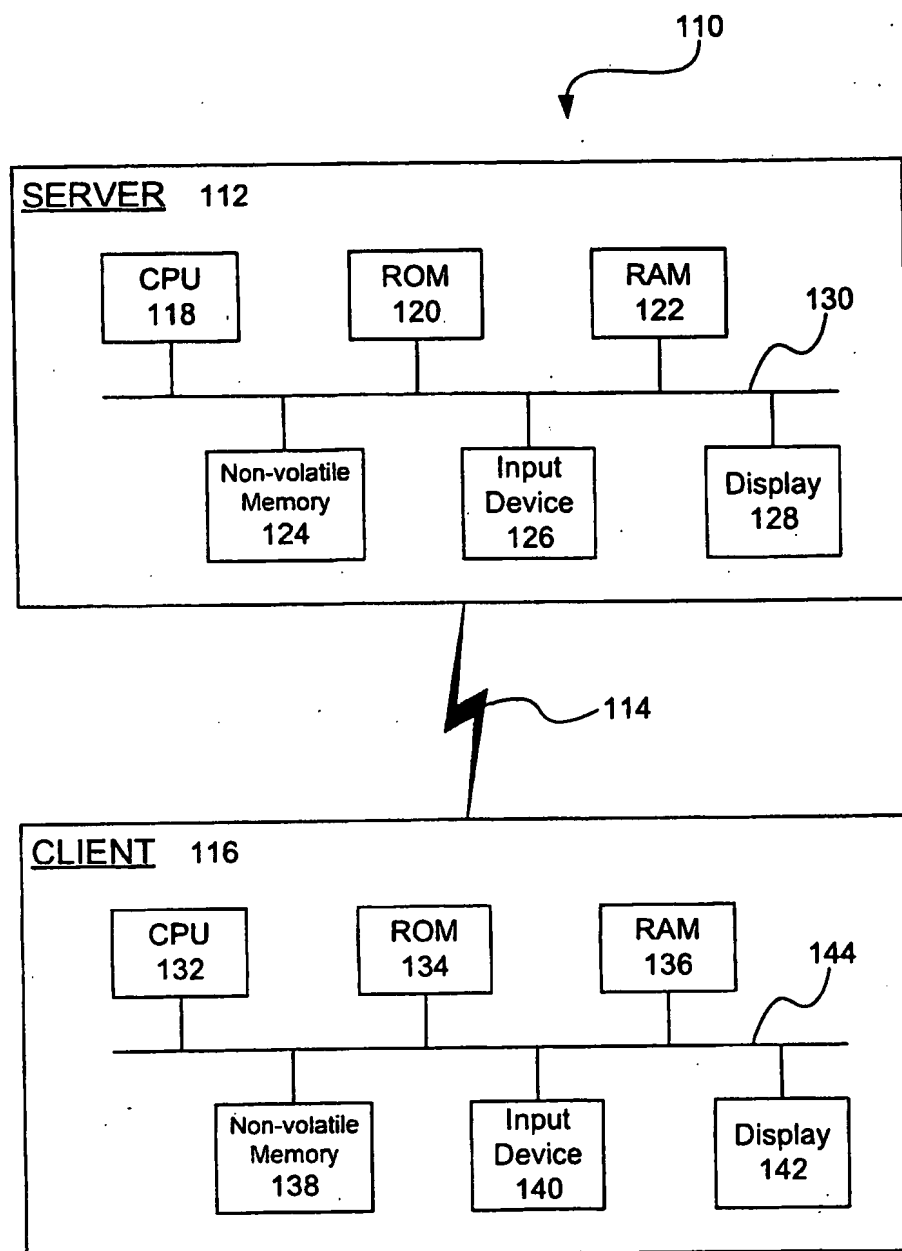 110
SERVER 112
CPU
118
ROM
120
RAM
122
130
Non-volatile
Memory
124
Input
Device
126
Display
128
114
CLIENT 116
CPU
132
ROM
134
RAM
136
144
Non-volatile
Memory
138
Input
Device
140
Display
142